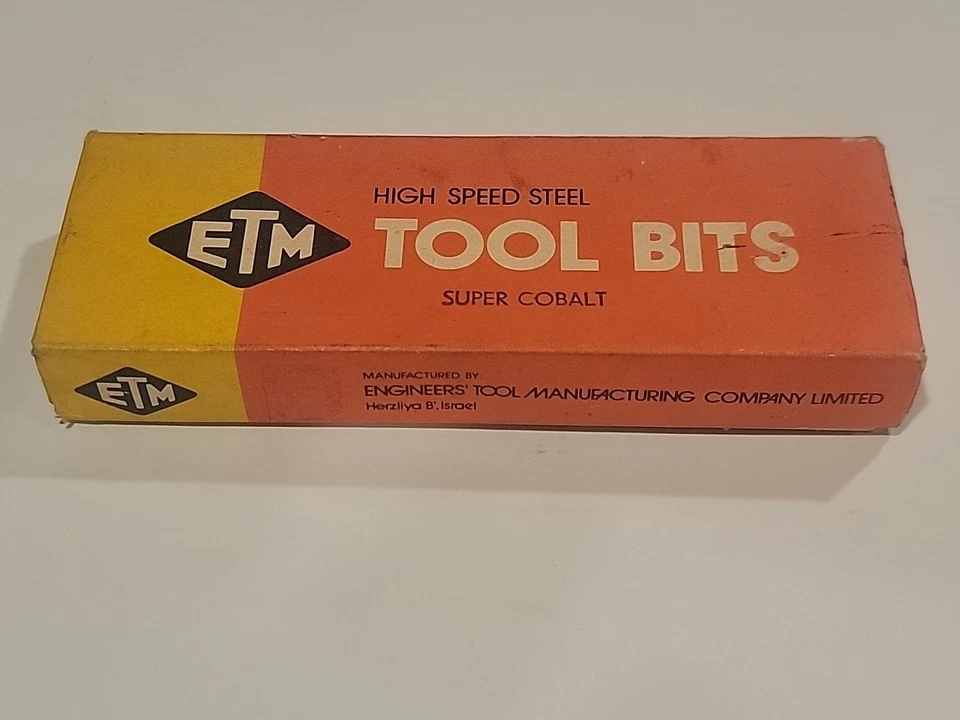 ETM
HIGH SPEED STEEL
TOOL BITS
SUPER COBALT
ETM
MANUFACTURED BY:
ENGINEERS' TOOL MANUFACTURING COMPANY LIMITED
Herzliya B', Israel